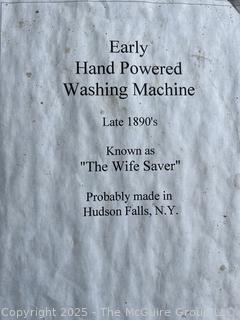 Early
Hand Powered
Washing Machine
Late 1890's
Known as
"The Wife Saver"
Probably made in
Hudson Falls, N.Y.
Copyright 2025 - The McGuire Group LLC